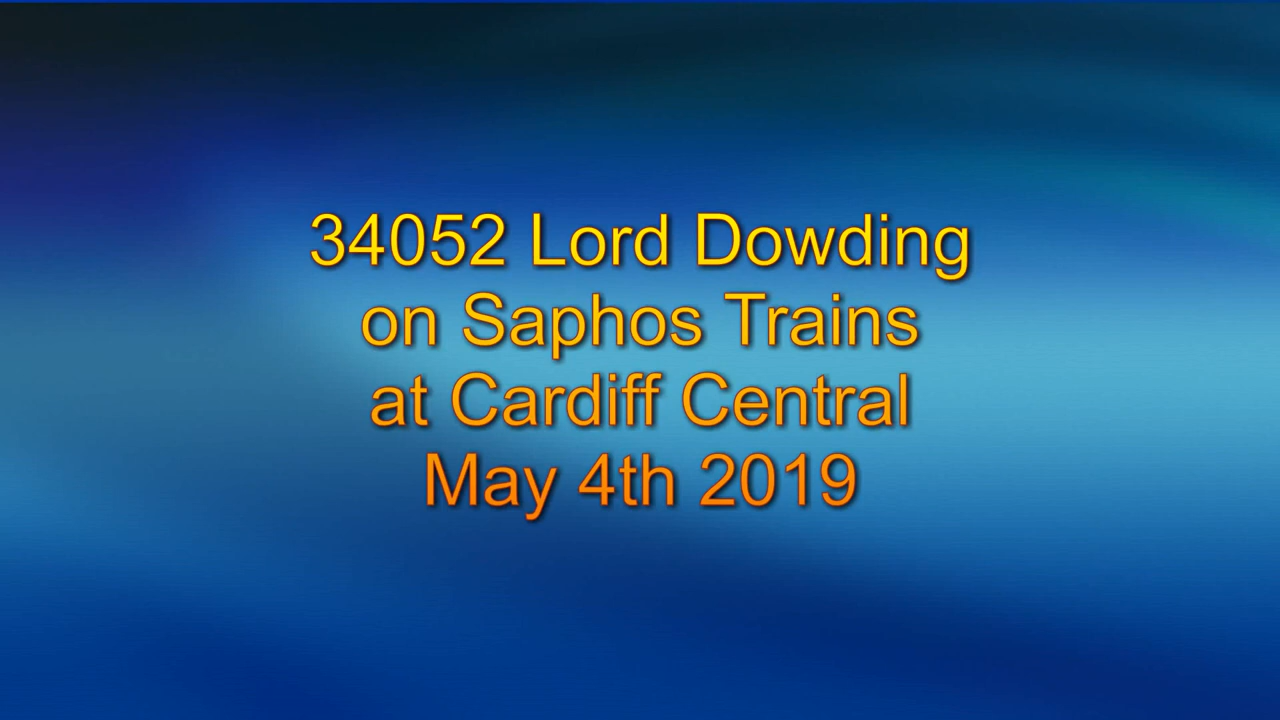 34052 Lord Dowding
on Saphos Trains
at Cardiff Central
May 4th 2019